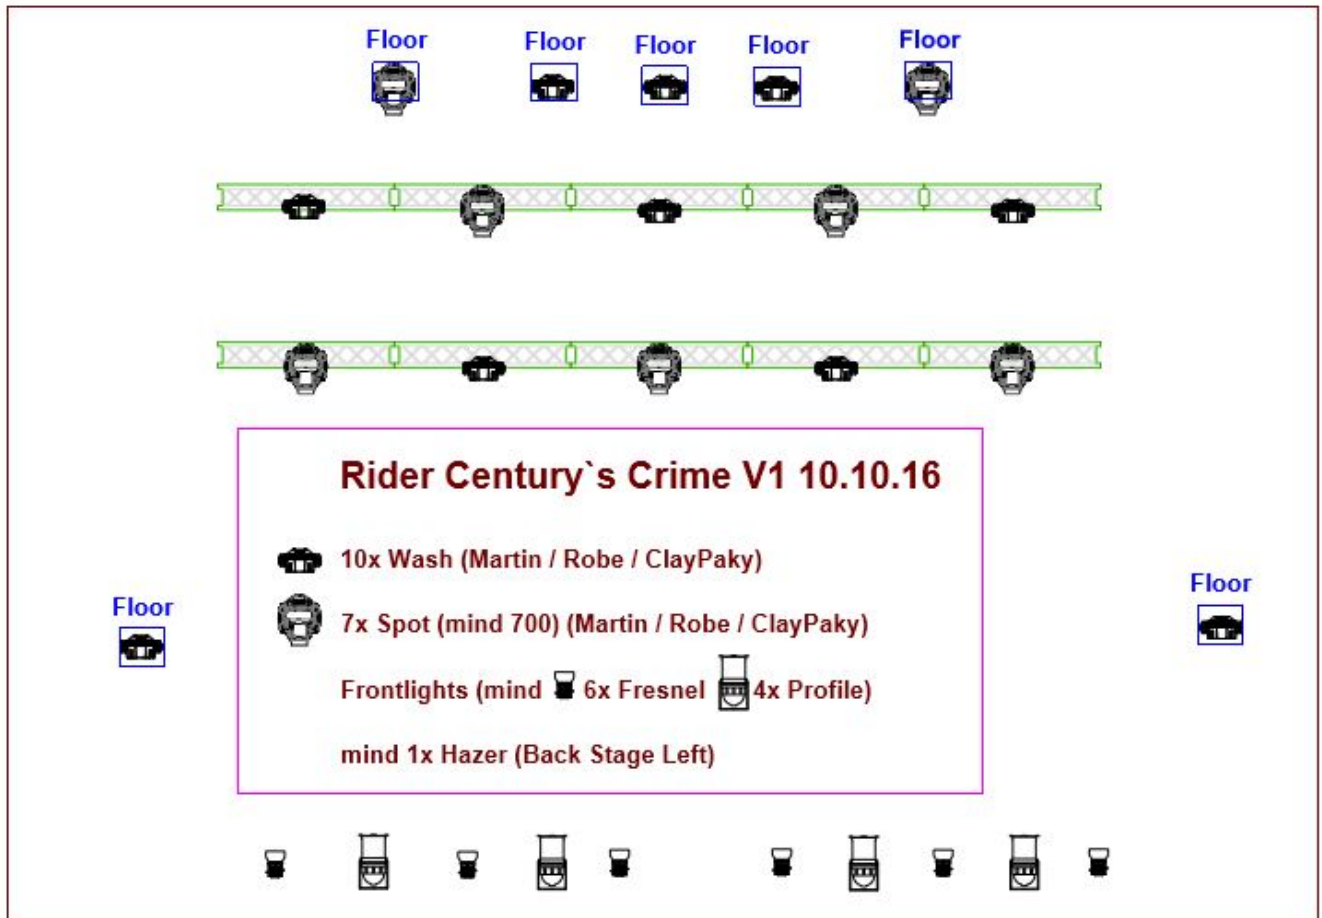 Floor
Floor
Floor
Floor
Floor
Rider Century`s Crime V1 10.10.16
10x Wash (Martin / Robe / ClayPaky)
Floor
Floor
7x Spot (mind 700) (Martin / Robe / ClayPaky)
Frontlights (mind 6x Fresnel 4x Profile)
mind 1x Hazer (Back Stage Left)